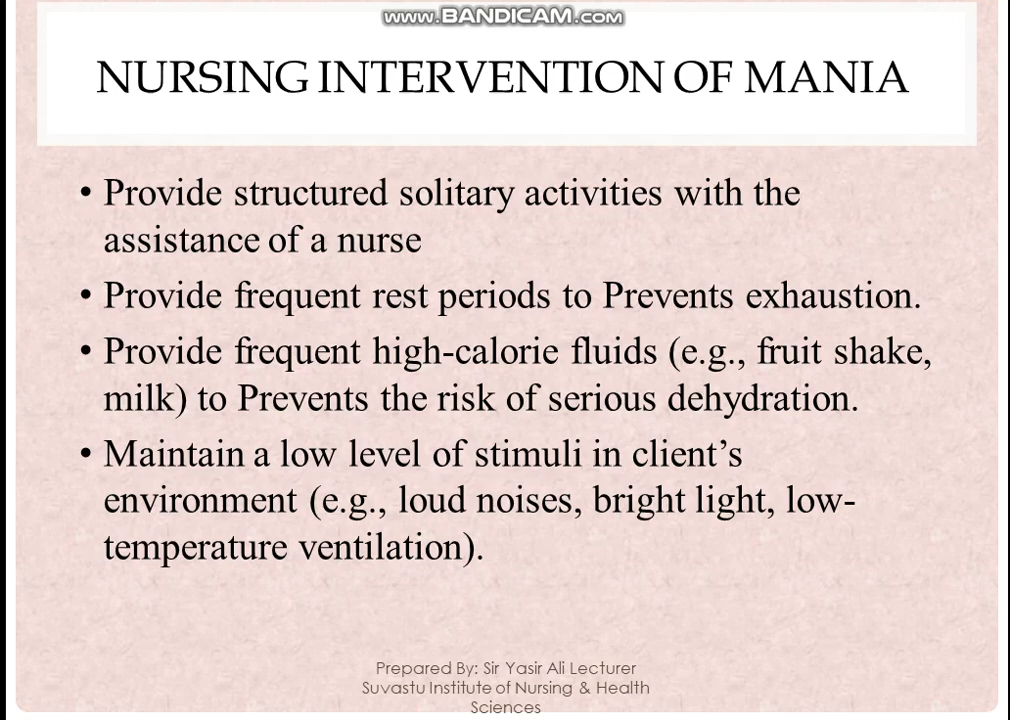 www.BANDICAM.com
NURSING INTERVENTION OF MANIA
• Provide structured solitary activities with the
assistance of a nurse
• Provide frequent rest periods to Prevents exhaustion.
• Provide frequent high-calorie fluids (e.g., fruit shake,
milk) to Prevents the risk of serious dehydration.
• Maintain a low level of stimuli in client’s
environment (e.g., loud noises, bright light, low-
temperature ventilation).
Prepared By: Sir Yasir Ali Lecturer
Suvastu Institute of Nursing & Health
Sciences